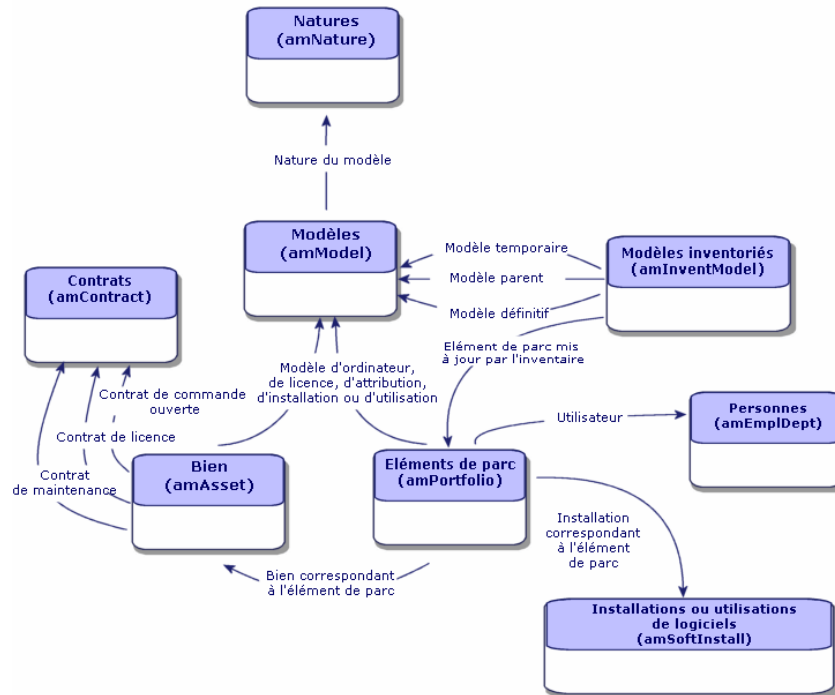 Natures
(amNature)
Nature du modèle
Modèles
(amModel)
Modèle temporaire
Modèle parent
Modèle définitif
Modèles inventoriés
(amInventModel)
Contrats
(amContract)
Elément de parc mis
à jour par l'inventaire
Modèle d'ordinateur,
de licence, d'attribution,
d'installation ou d'utilisation
Contrat de commande
ouverte
Contrat de licence
Contrat
de maintenance
Utilisateur
Personnes
(amEmplDept)
Bien
(amAsset)
Eléments de parc
(amPortfolio)
Installation
correspondant
à l'élément
de parc
Bien correspondant
à l'élément de parc
Installations ou utilisations
de logiciels
(amSoftInstall)